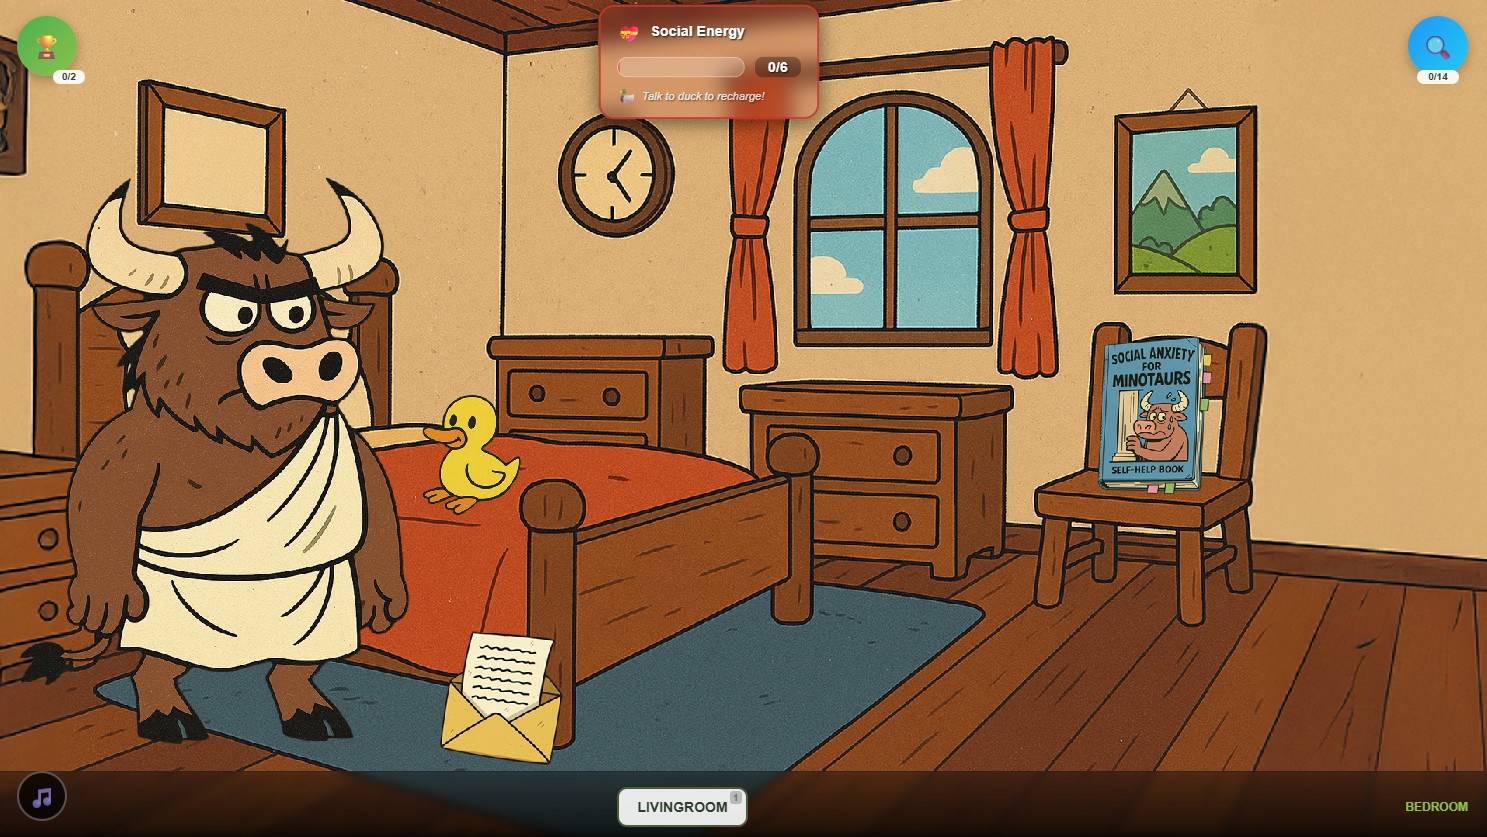 0/2
Social Energy
0/6
Talk to duck to recharge!
0/14
SOCIAL ANXIETY
FOR
MINOTAURS
SELF-HELP BOOK
LIVINGROOM 1
BEDROOM